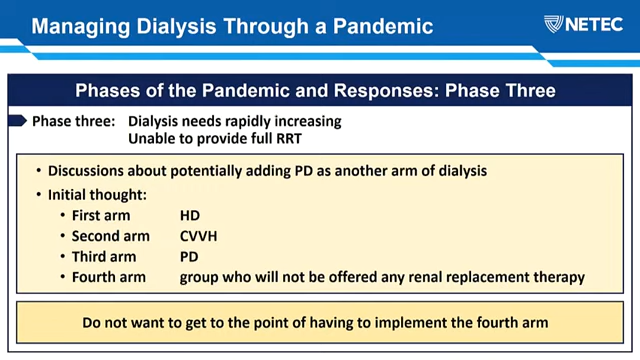 Managing Dialysis Through a Pandemic
NETEC
Phases of the Pandemic and Responses: Phase Three
Phase three: Dialysis needs rapidly increasing
Unable to provide full RRT
• Discussions about potentially adding PD as another arm of dialysis
• Initial thought:
• First arm HD
• Second arm CVVH
• Third arm PD
• Fourth arm group who will not be offered any renal replacement therapy
Do not want to get to the point of having to implement the fourth arm